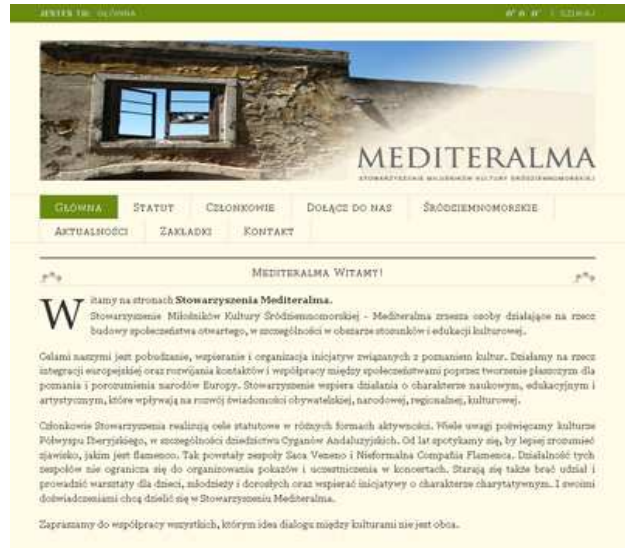 JESTEŚ TU: GŁÓWNA
SZUKAJ
MEDITERALMA
STOWARZYSZENIE MIŁOŚNIKÓW KULTURY ŚRÓDZIEMNOMORSKIEJ
GŁÓWNA STATUT CZŁONKOWIE DOŁĄCZ DO NAS ŚRÓDZIEMNOMORSKIE
AKTUALNOŚCI ZAKŁADKI KONTAKT
MEDITERALMA WITAMY!
Witamy na stronach Stowarzyszenia Mediteralma.
Stowarzyszenie Miłośników Kultury Śródziemnomorskiej - Mediteralma zrzesza osoby działające na rzecz
budowy społeczeństwa otwartego, w szczególności w obszarze stosunków i edukacji kulturowej.
Celami naszymi jest pobudzanie, wspieranie i organizacja inicjatyw związanych z poznaniem kultur. Działamy na rzecz
integracji europejskiej oraz rozwijania kontaktów i współpracy między społeczeństwami poprzez tworzenie płaszczyzn dla
poznania i porozumienia narodów Europy. Stowarzyszenie wspiera działania o charakterze naukowym, edukacyjnym i
artystycznym, które wpływają na rozwój świadomości obywatelskiej, narodowej, regionalnej, kulturowej.
Członkowie Stowarzyszenia realizują cele statutowe w różnych formach aktywności. Wiele uwagi poświęcamy kulturze
Półwyspu Iberyjskiego, w szczególności dziedzictwu Cyganów Andaluzyjskich. Od lat spotykamy się, by lepiej zrozumieć
zjawisko, jakim jest flamenco. Tak powstały zespoły Saca Veneno i Nieformalna Compañia Flamenca. Działalność tych
zespołów nie ogranicza się do organizowania pokazów i uczestniczenia w koncertach. Starają się także brać udział i
prowadzić warsztaty dla dzieci, młodzieży i dorosłych oraz wspierać inicjatywy o charakterze charytatywnym. I swoimi
doświadczeniami chcą dzielić się w Stowarzyszeniu Mediteralma.
Zapraszamy do współpracy wszystkich, którym idea dialogu między kulturami nie jest obca.